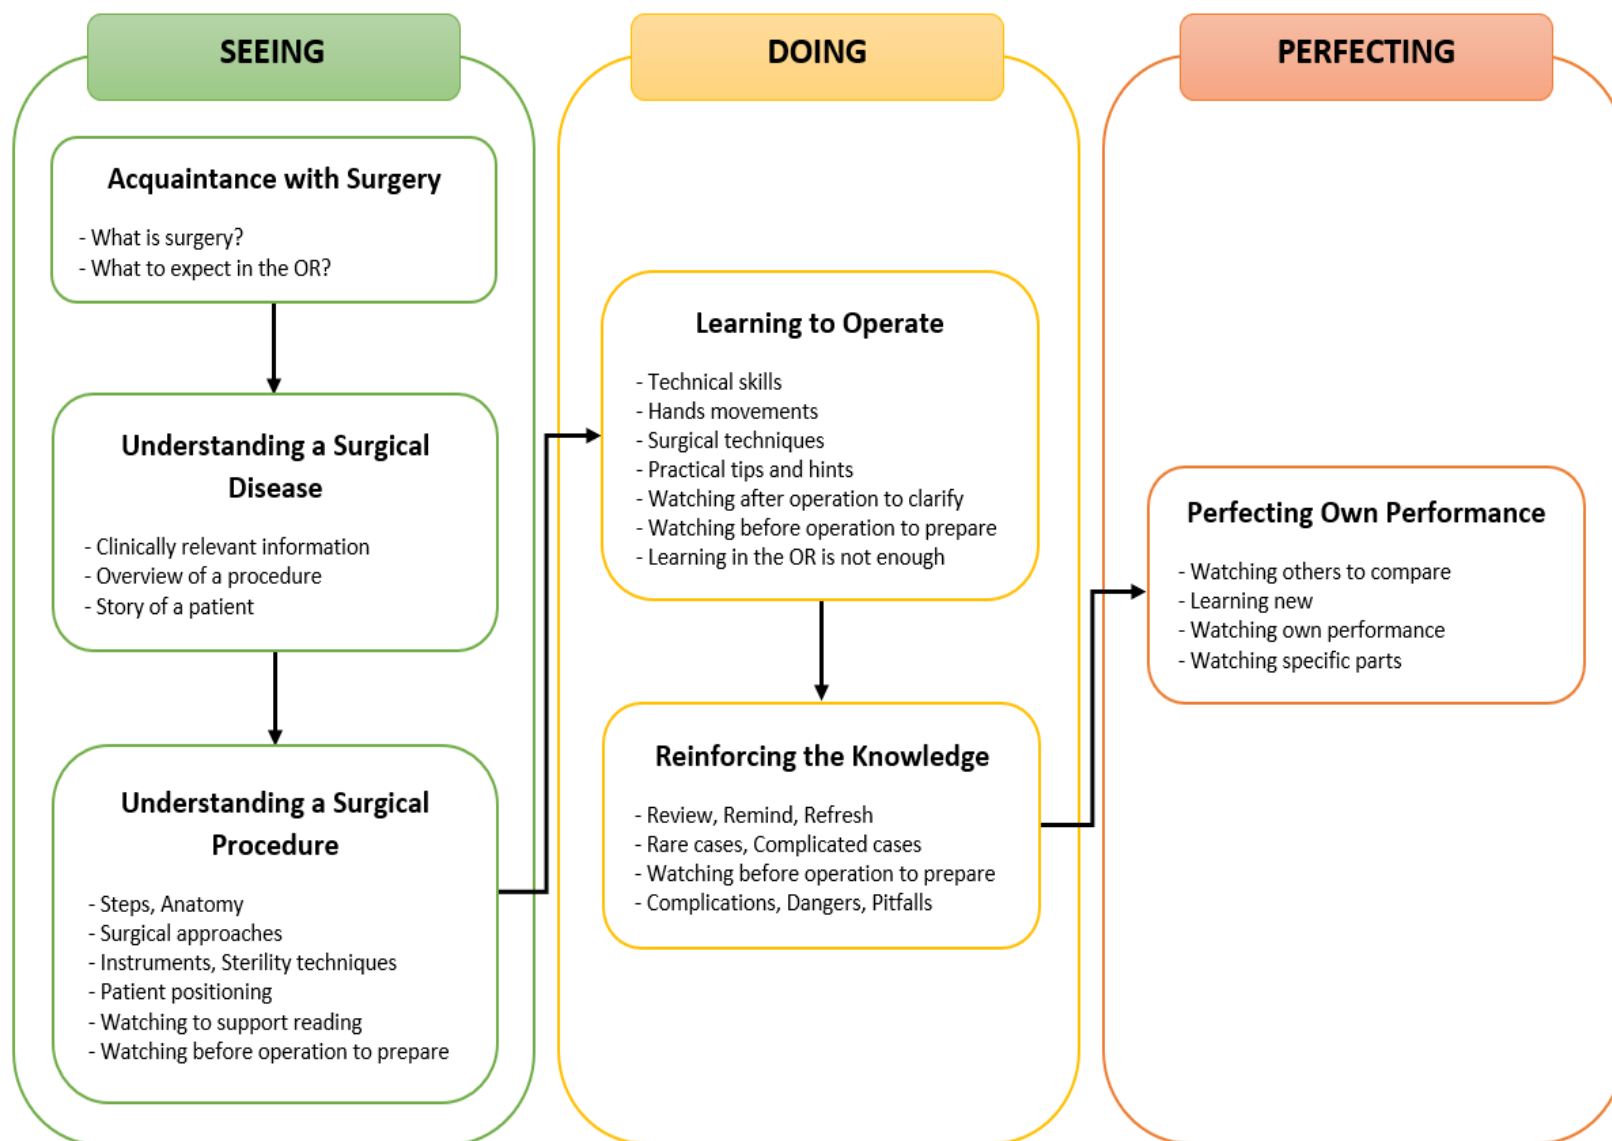 SEEING
Acquaintance with Surgery
- What is surgery?
- What to expect in the OR?
Understanding a Surgical
Disease
- Clinically relevant information
- Overview of a procedure
- Story of a patient
Understanding a Surgical
Procedure
- Steps, Anatomy
- Surgical approaches
- Instruments, Sterility techniques
- Patient positioning
- Watching to support reading
- Watching before operation to prepare
DOING
Learning to Operate
- Technical skills
- Hands movements
- Surgical techniques
- Practical tips and hints
- Watching after operation to clarify
- Watching before operation to prepare
- Learning in the OR is not enough
Reinforcing the Knowledge
- Review, Remind, Refresh
- Rare cases, Complicated cases
- Watching before operation to prepare
- Complications, Dangers, Pitfalls
PERFECTING
Perfecting Own Performance
- Watching others to compare
- Learning new
- Watching own performance
- Watching specific parts